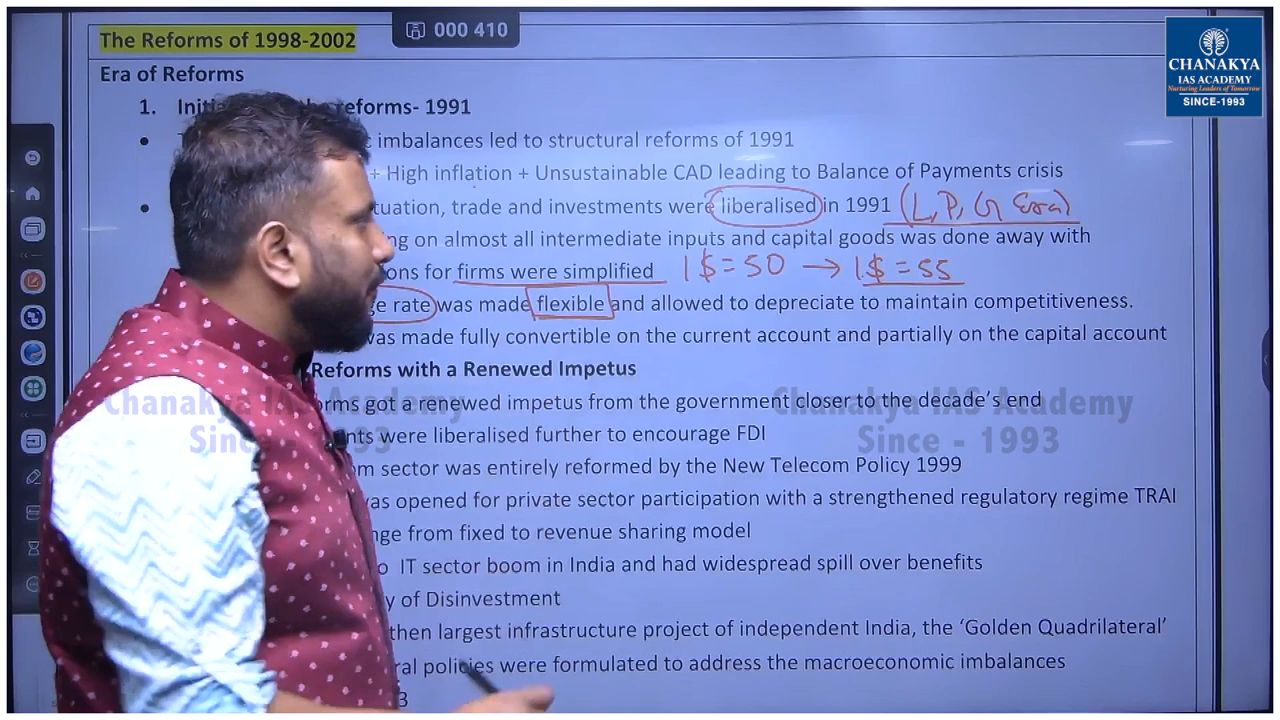 The Reforms of 1998-2002
000 410
CHANAKYA
IAS ACADEMY
Nurturing Leaders of Tomorrow
SINCE-1993
Era of Reforms
1. reforms- 1991
imbalances led to structural reforms of 1991
+ High inflation + Unsustainable CAD leading to Balance of Payments crisis
trade and investments were liberalised in 1991 (L, P, G Era)
on almost all intermediate inputs and capital goods was done away with
for firms were simplified 1$ = 50 → 1$ = 55
rate was made flexible and allowed to depreciate to maintain competitiveness.
was made fully convertible on the current account and partially on the capital account
Reforms with a Renewed Impetus
got a renewed impetus from the government closer to the decade's end
Chanakya IAS Academy Chanakya IAS Academy
were liberalised further to encourage FDI
Since - 1993 Since - 1993
sector was entirely reformed by the New Telecom Policy 1999
was opened for private sector participation with a strengthened regulatory regime TRAI
from fixed to revenue sharing model
IT sector boom in India and had widespread spill over benefits
of Disinvestment
then largest infrastructure project of independent India, the 'Golden Quadrilateral'
policies were formulated to address the macroeconomic imbalances